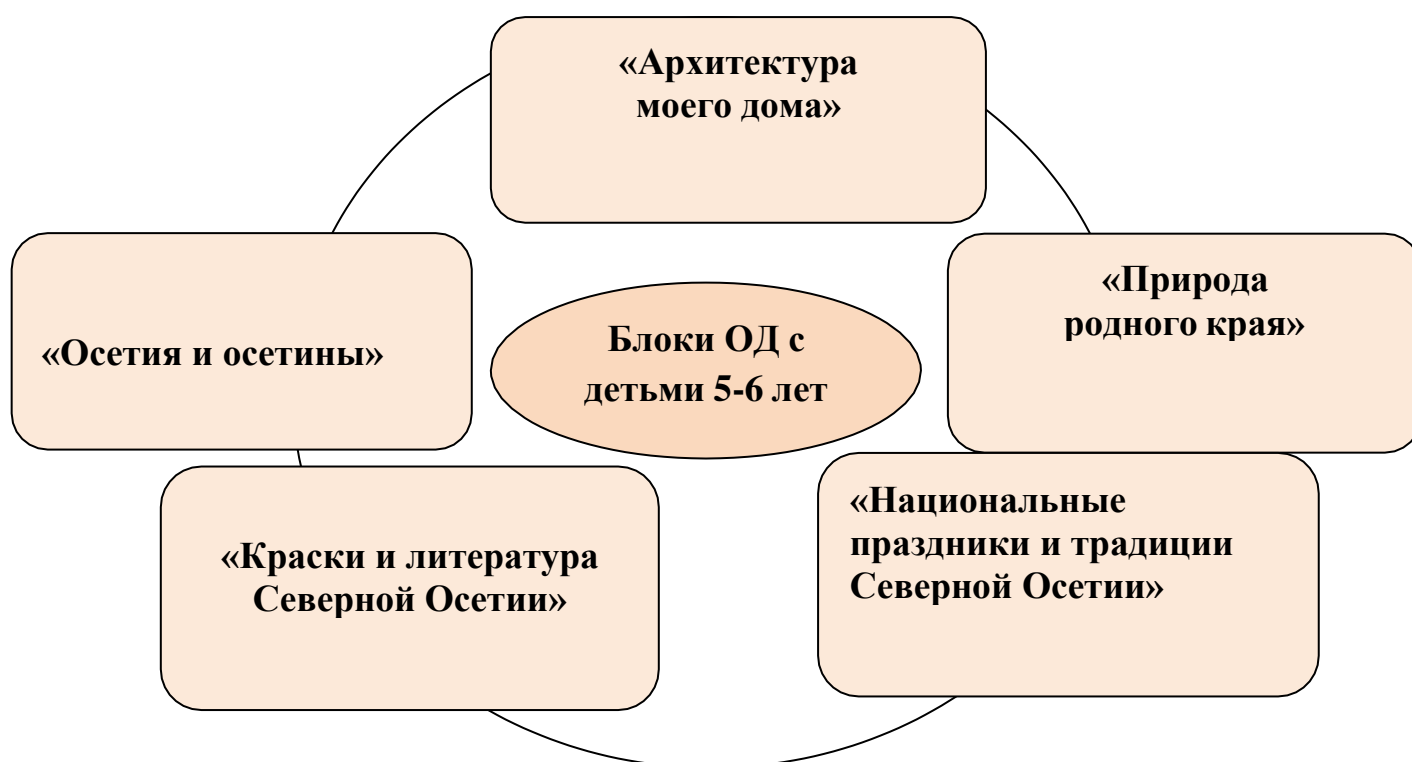 «Архитектура
моего дома»
«Осетия и осетины»
Блоки ОД с
детьми 5-6 лет
«Природа
родного края»
«Краски и литература
Северной Осетии»
«Национальные
праздники и традиции
Северной Осетии»